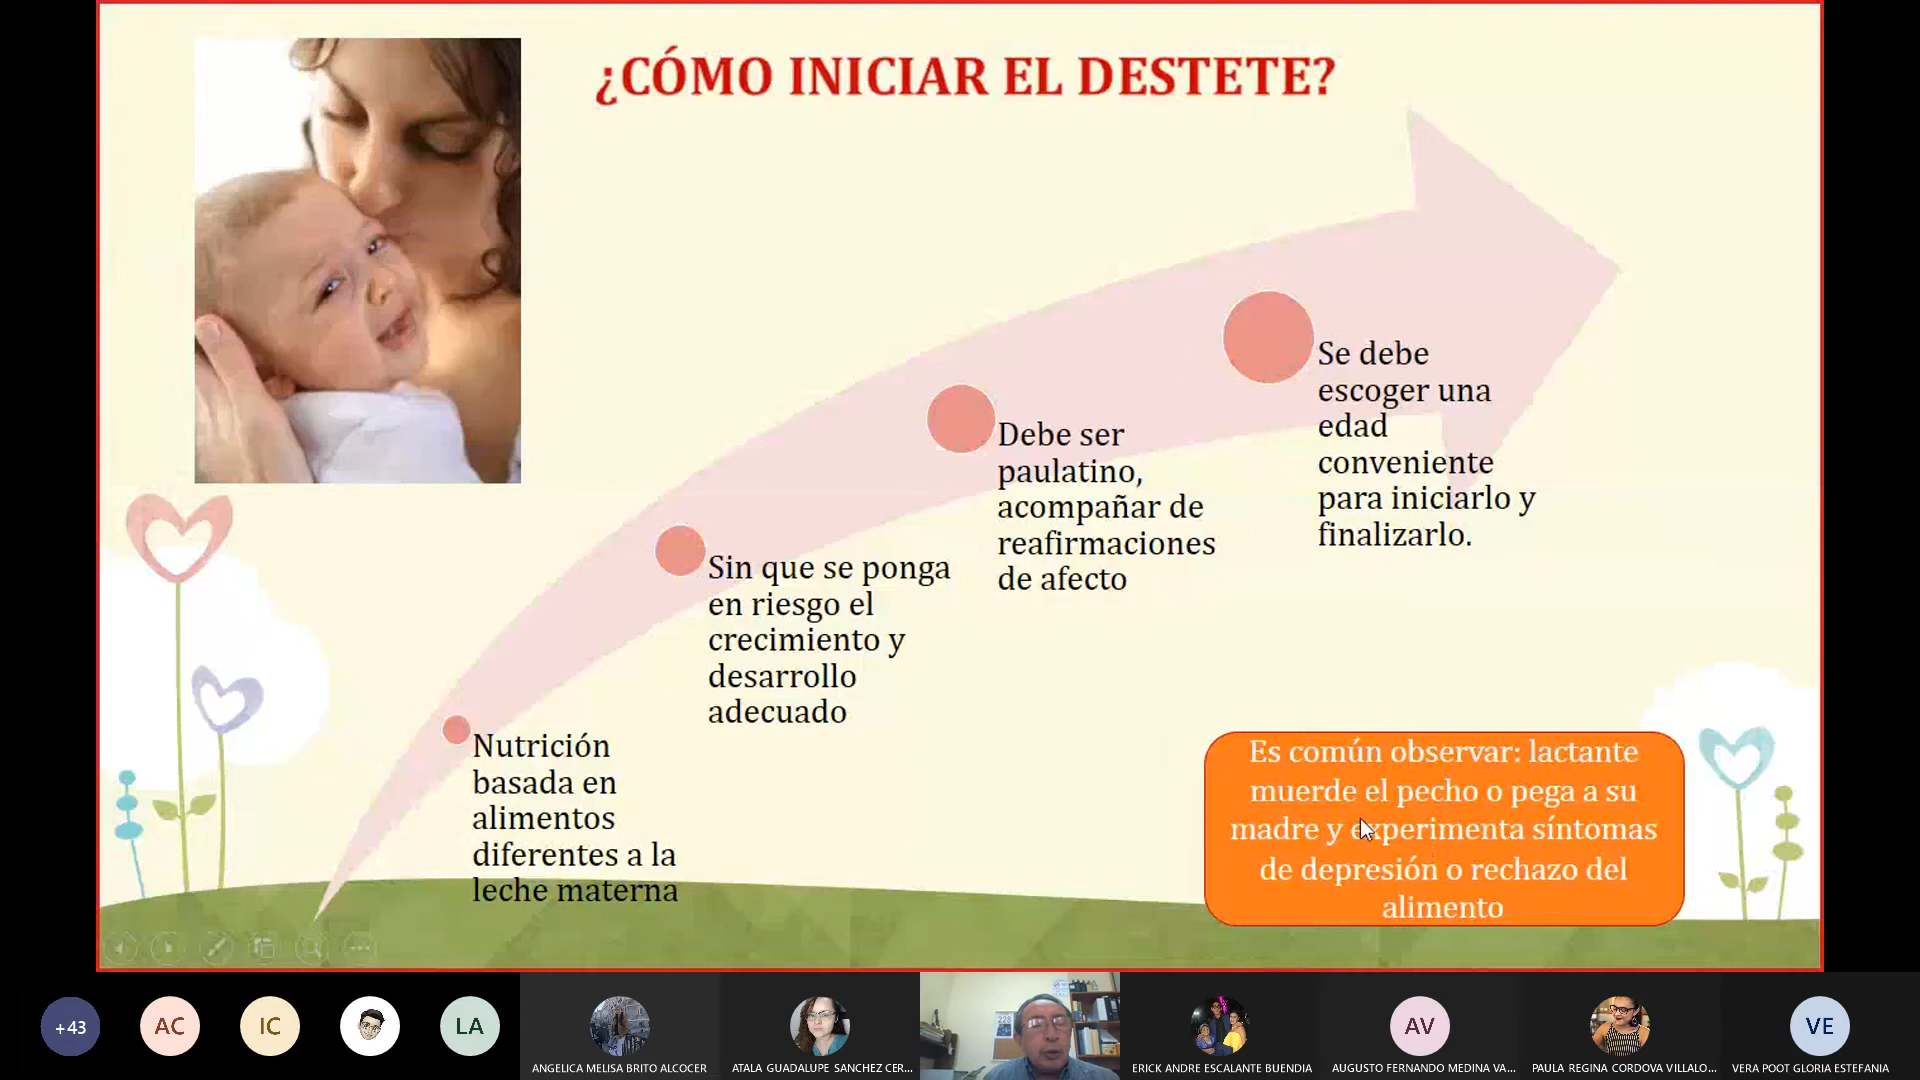 ¿CÓMO INICIAR EL DESTETE?
Se debe
escoger una
edad
conveniente
para iniciarlo y
finalizarlo.
Debe ser
paulatino,
acompañar de
reafirmaciones
de afecto
Sin que se ponga
en riesgo el
crecimiento y
desarrollo
adecuado
Nutrición
basada en
alimentos
diferentes a la
leche materna
Es común observar: lactante
muerde el pecho o pega a su
madre y experimenta síntomas
de depresión o rechazo del
alimento
+43
AC
IC
LA
228
AV
VE
ANGELICA MELISA BRITO ALCOCER
ATALA GUADALUPE SANCHEZ CER...
ERICK ANDRE ESCALANTE BUENDIA
AUGUSTO FERNANDO MEDINA VA...
PAULA REGINA CORDOVA VILLALO...
VERA POOT GLORIA ESTEFANIA